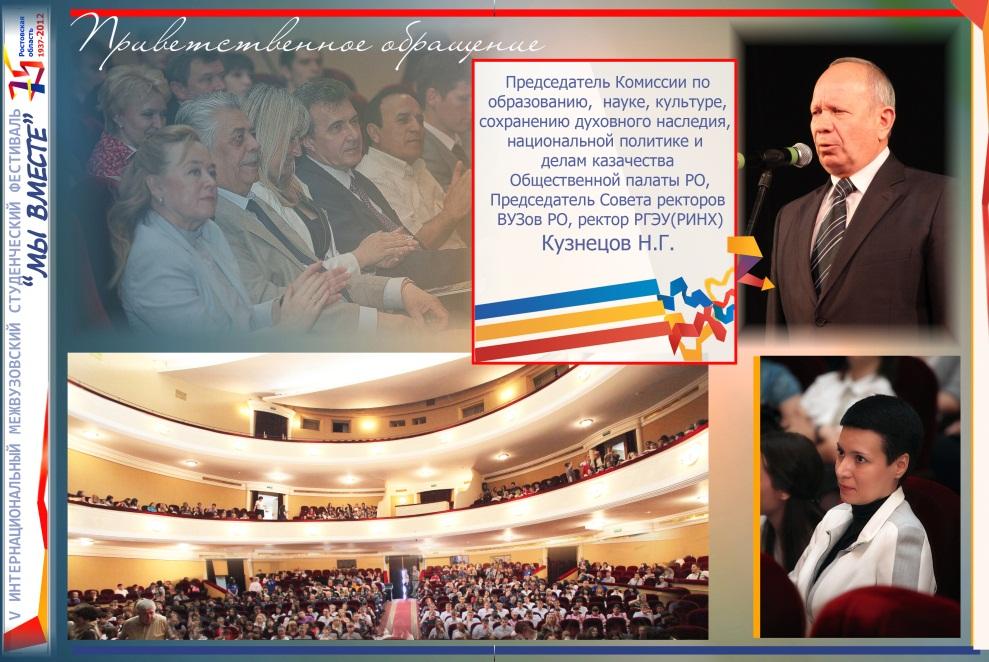 Приветственное обращение
Председатель Комиссии по
образованию, науке, культуре,
сохранению духовного наследия,
национальной политике и
делам казачества
Общественной палаты РО,
Председатель Совета ректоров
ВУЗов РО, ректор РГЭУ(РИНХ)
Кузнецов Н.Г.
V ИНТЕРНАЦИОНАЛЬНЫЙ МЕЖВУЗОВСКИЙ СТУДЕНЧЕСКИЙ ФЕСТИВАЛЬ
“МЫ ВМЕСТЕ”
75
Ростовская
область
1937-2012